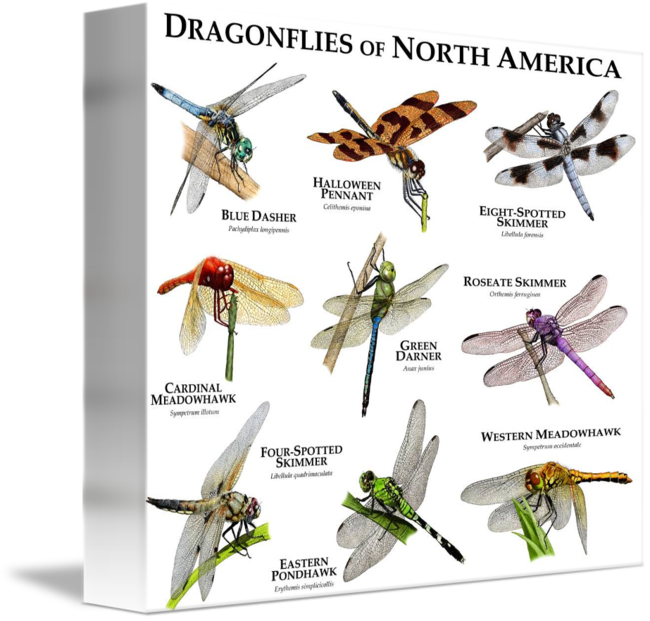 DRAGONFLIES OF NORTH AMERICA
BLUE DASHER
Pachydiplax longipennis
HALLOWEEN
PENNANT
Celithemis eponina
EIGHT-SPOTTED
SKIMMER
Libellula forensis
CARDINAL
MEADOWHAWK
Sympetrum illotum
GREEN
DARNER
Anax junius
ROSEATE SKIMMER
Orthemis ferruginea
FOUR-SPOTTED
SKIMMER
Libellula quadrimaculata
EASTERN
PONDHAWK
Erythemis simplicicollis
WESTERN MEADOWHAWK
Sympetrum occidentale